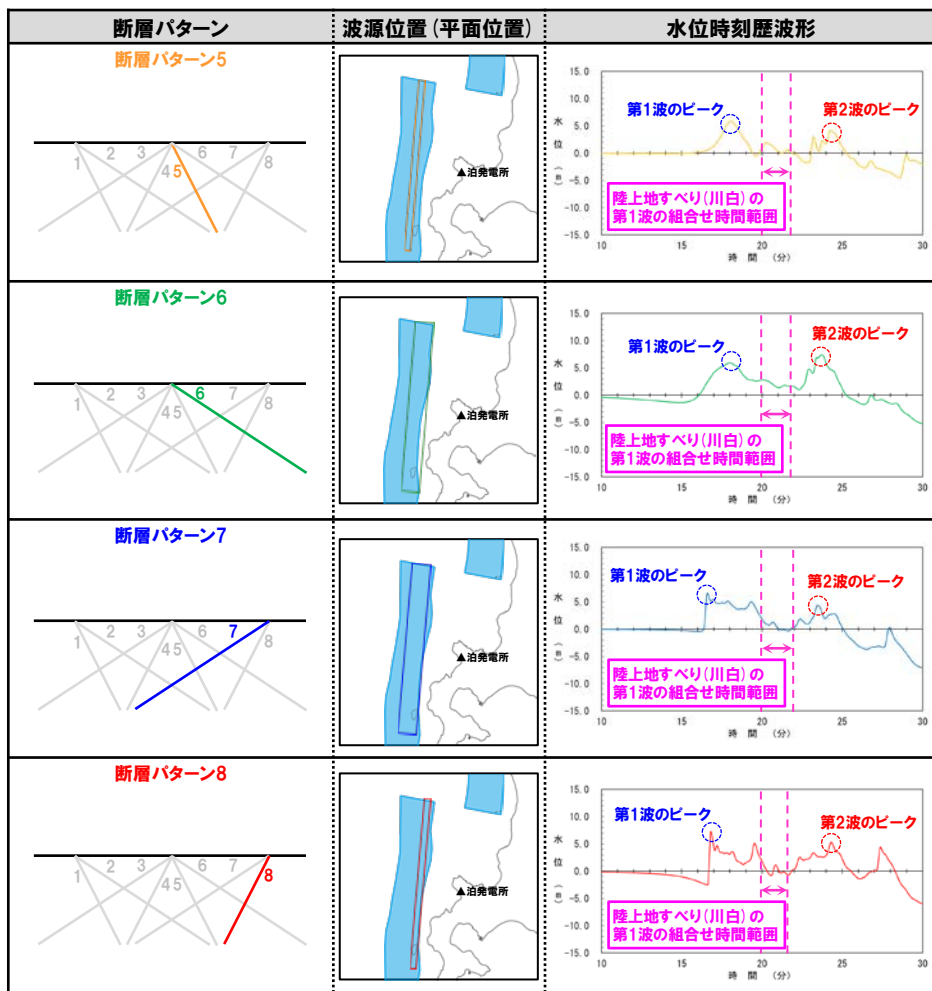 断層パターン
波源位置(平面位置)
水位時刻歴波形
断層パターン5
1 2 3 4 5 6 7 8
5
▲泊発電所
15.0
10.0
5.0
0.0
-5.0
-10.0
-15.0
水位(m)
第1波のピーク
第2波のピーク
陸上地すべり(川白)の
第1波の組合せ時間範囲
10 15 20 25 30
時間 (分)
断層パターン6
1 2 3 4 5 6 7 8
▲泊発電所
15.0
10.0
5.0
0.0
-5.0
-10.0
-15.0
水位(m)
第1波のピーク
第2波のピーク
陸上地すべり(川白)の
第1波の組合せ時間範囲
10 15 20 25 30
時間 (分)
断層パターン7
1 2 3 4 5 6 7 8
▲泊発電所
15.0
10.0
5.0
0.0
-5.0
-10.0
-15.0
水位(m)
第1波のピーク
第2波のピーク
陸上地すべり(川白)の
第1波の組合せ時間範囲
10 15 20 25 30
時間 (分)
断層パターン8
1 2 3 4 5 6 7 8
8
▲泊発電所
15.0
10.0
5.0
0.0
-5.0
-10.0
-15.0
水位(m)
第1波のピーク
第2波のピーク
陸上地すべり(川白)の
第1波の組合せ時間範囲
10 15 20 25 30
時間 (分)